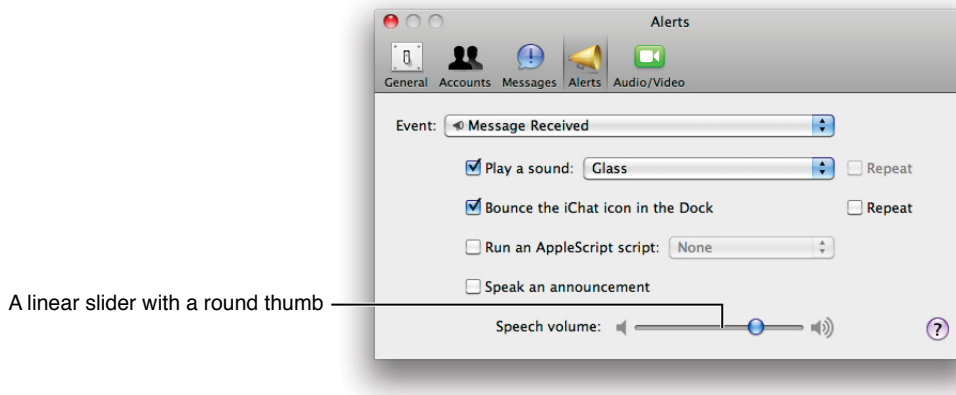 Alerts
General Accounts Messages Alerts Audio/Video
Event: Message Received
Play a sound: Glass Repeat
Bounce the iChat icon in the Dock Repeat
Run an AppleScript script: None
Speak an announcement
A linear slider with a round thumb
Speech volume: ?